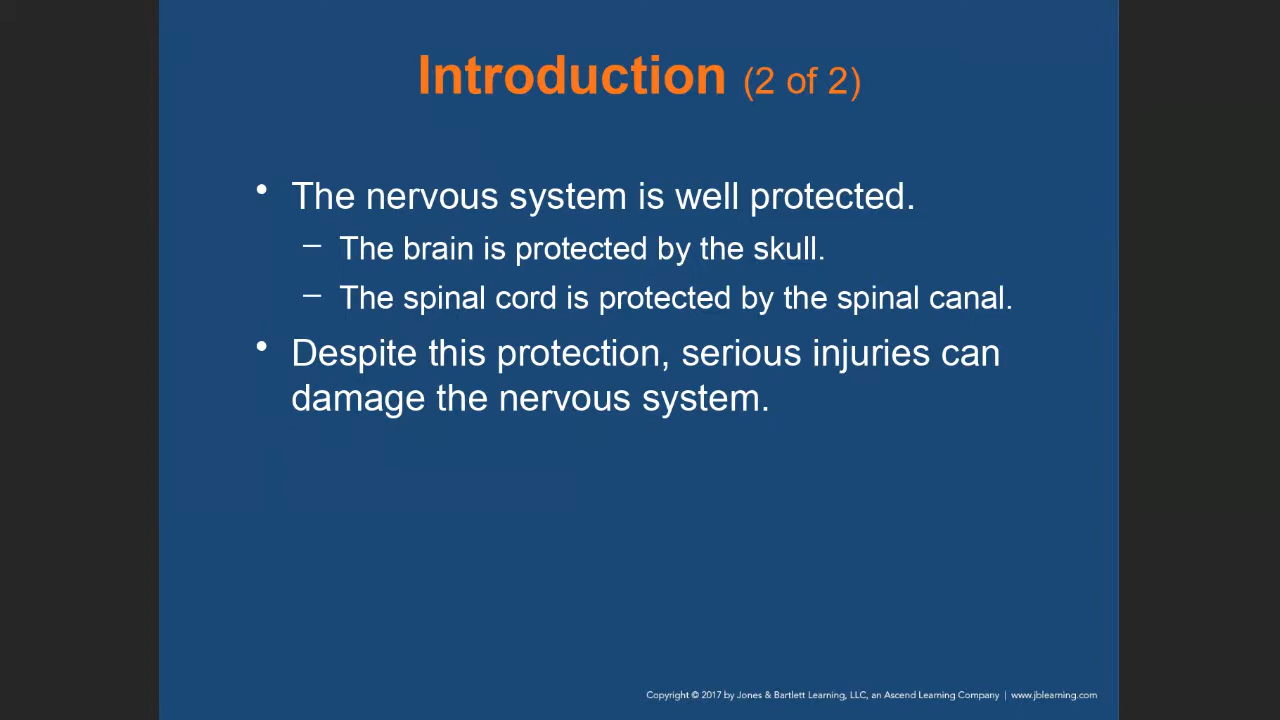 Introduction (2 of 2)
• The nervous system is well protected.
– The brain is protected by the skull.
– The spinal cord is protected by the spinal canal.
• Despite this protection, serious injuries can
damage the nervous system.
Copyright © 2017 by Jones & Bartlett Learning, LLC, an Ascend Learning Company | www.jblearning.com